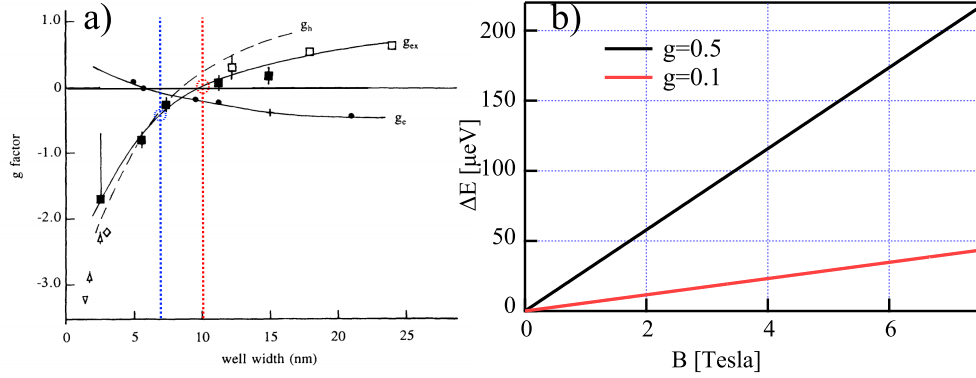 a)
1.0
0
-1.0
-2.0
-3.0
g factor
g_h
g_ex
g_e
0
5
10
15
20
25
well width (nm)
b)
200
150
100
50
0
ΔE [μeV]
g=0.5
g=0.1
0
2
4
6
B [Tesla]